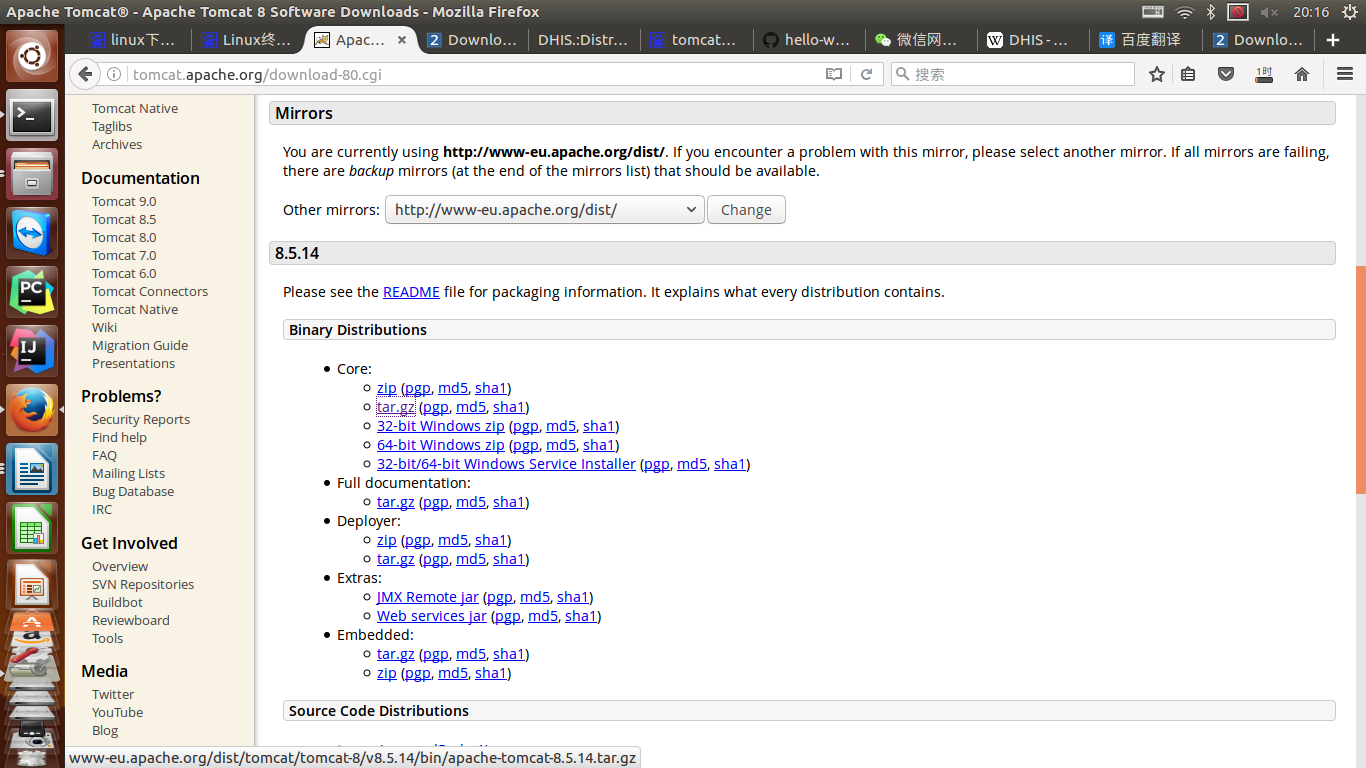 Apache Tomcat® - Apache Tomcat 8 Software Downloads - Mozilla Firefox
20:16
linux下...
Linux终...
Apac...
Downlo...
DHIS.:Distr...
tomcat...
hello-w...
微信网...
DHIS - ...
百度翻译
Downlo...
tomcat.apache.org/download-80.cgi
搜索
1时
Tomcat Native
Taglibs
Archives
Documentation
Tomcat 9.0
Tomcat 8.5
Tomcat 8.0
Tomcat 7.0
Tomcat 6.0
Tomcat Connectors
Tomcat Native
Wiki
Migration Guide
Presentations
Problems?
Security Reports
Find help
FAQ
Mailing Lists
Bug Database
IRC
Get Involved
Overview
SVN Repositories
Buildbot
Reviewboard
Tools
Media
Twitter
YouTube
Blog
Mirrors
You are currently using http://www-eu.apache.org/dist/. If you encounter a problem with this mirror, please select another mirror. If all mirrors are failing,
there are backup mirrors (at the end of the mirrors list) that should be available.
Other mirrors: http://www-eu.apache.org/dist/ Change
8.5.14
Please see the README file for packaging information. It explains what every distribution contains.
Binary Distributions
Core:
zip (pgp, md5, sha1)
tar.gz (pgp, md5, sha1)
32-bit Windows zip (pgp, md5, sha1)
64-bit Windows zip (pgp, md5, sha1)
32-bit/64-bit Windows Service Installer (pgp, md5, sha1)
Full documentation:
tar.gz (pgp, md5, sha1)
Deployer:
zip (pgp, md5, sha1)
tar.gz (pgp, md5, sha1)
Extras:
JMX Remote jar (pgp, md5, sha1)
Web services jar (pgp, md5, sha1)
Embedded:
tar.gz (pgp, md5, sha1)
zip (pgp, md5, sha1)
Source Code Distributions
www-eu.apache.org/dist/tomcat/tomcat-8/v8.5.14/bin/apache-tomcat-8.5.14.tar.gz